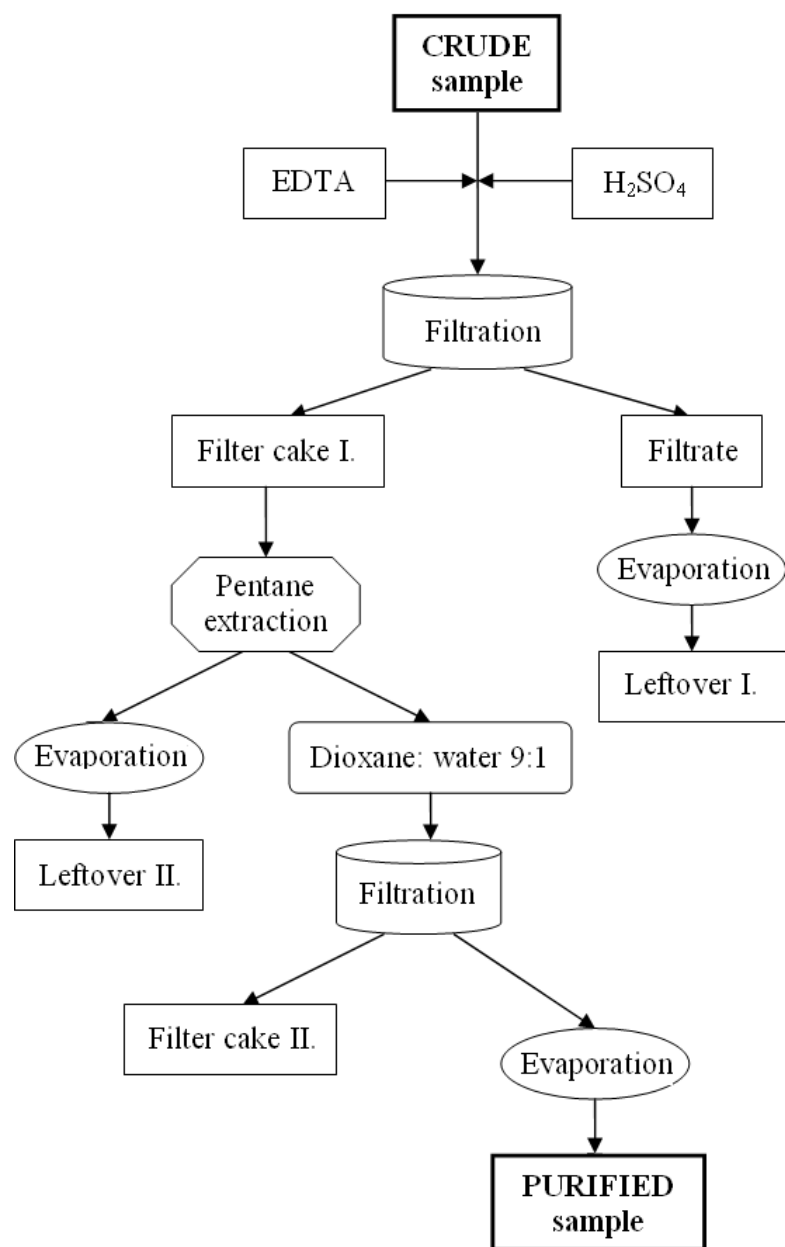 CRUDE
sample
EDTA
H₂SO₄
Filtration
Filter cake I.
Filtrate
Pentane
extraction
Evaporation
Leftover I.
Evaporation
Dioxane: water 9:1
Leftover II.
Filtration
Filter cake II.
Evaporation
PURIFIED
sample